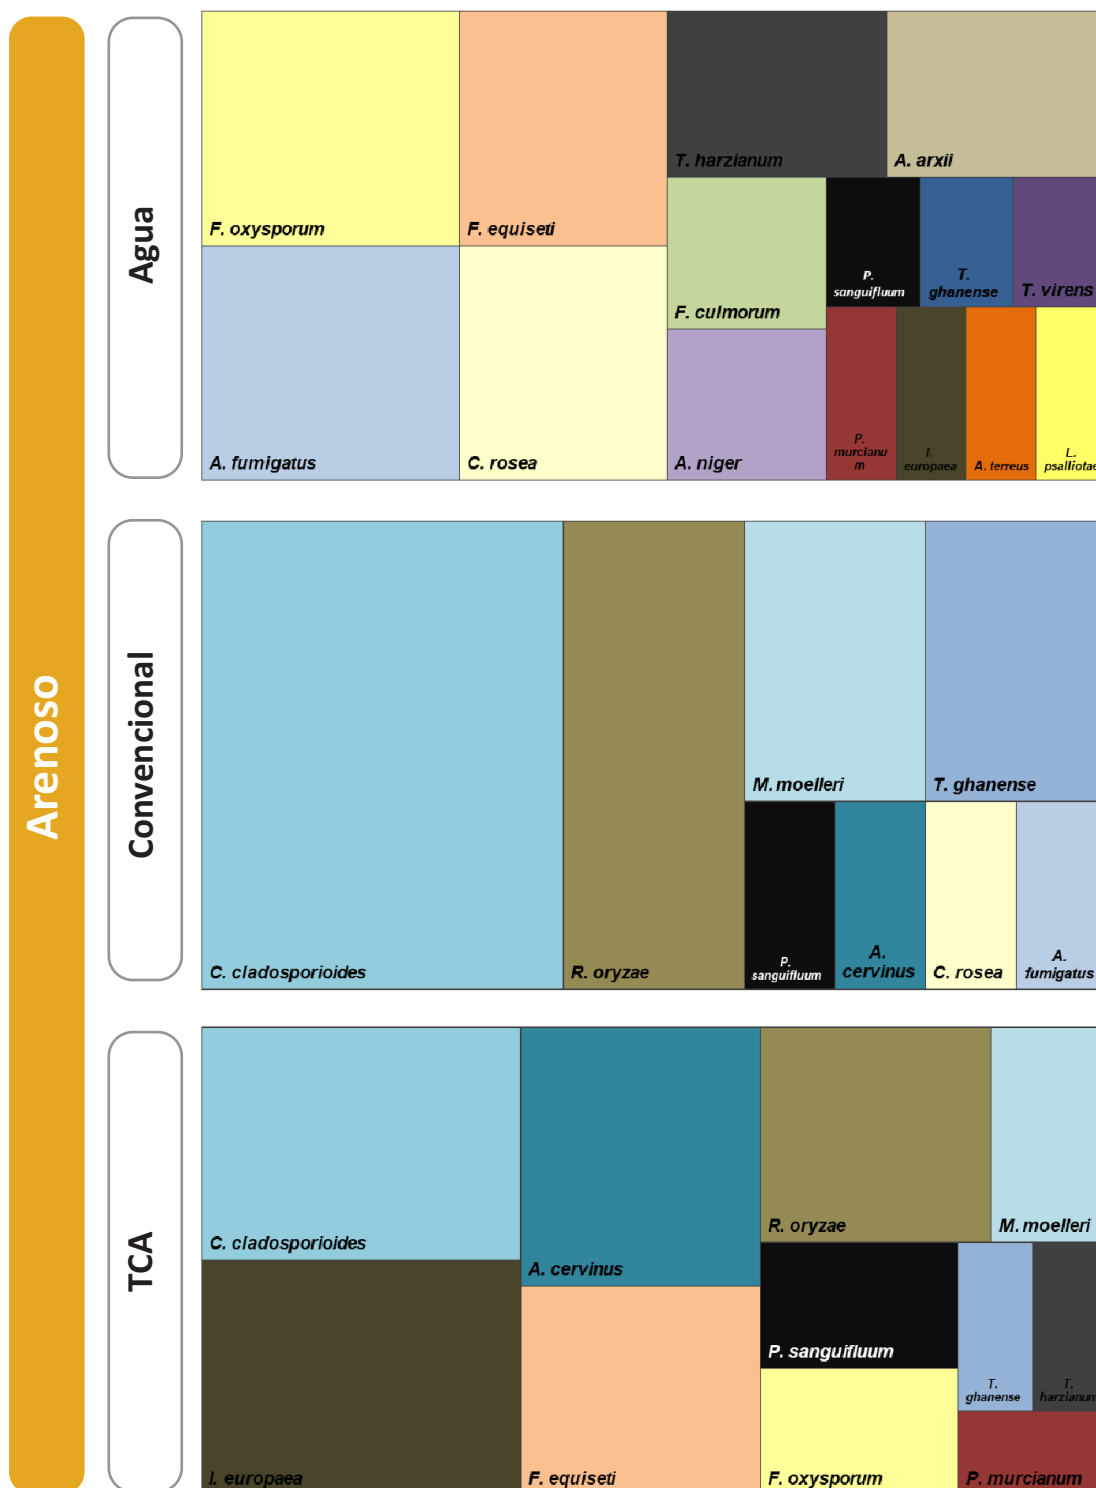 Arenoso
Agua
F. oxysporum
F. equiseti
T. harzianum
A. arxii
A. fumigatus
C. rosea
F. culmorum
A. niger
P.
sanguifluum
T.
ghanense
T. virens
P.
murcianu
m
I.
europaea
A. terreus
L.
psalliotae
Convencional
C. cladosporioides
R. oryzae
M. moelleri
T. ghanense
P.
sanguifluum
A.
cervinus
C. rosea
A.
fumigatus
TCA
C. cladosporioides
A. cervinus
R. oryzae
M. moelleri
I. europaea
F. equiseti
P. sanguifluum
F. oxysporum
T.
ghanense
T.
harzianum
P. murcianum